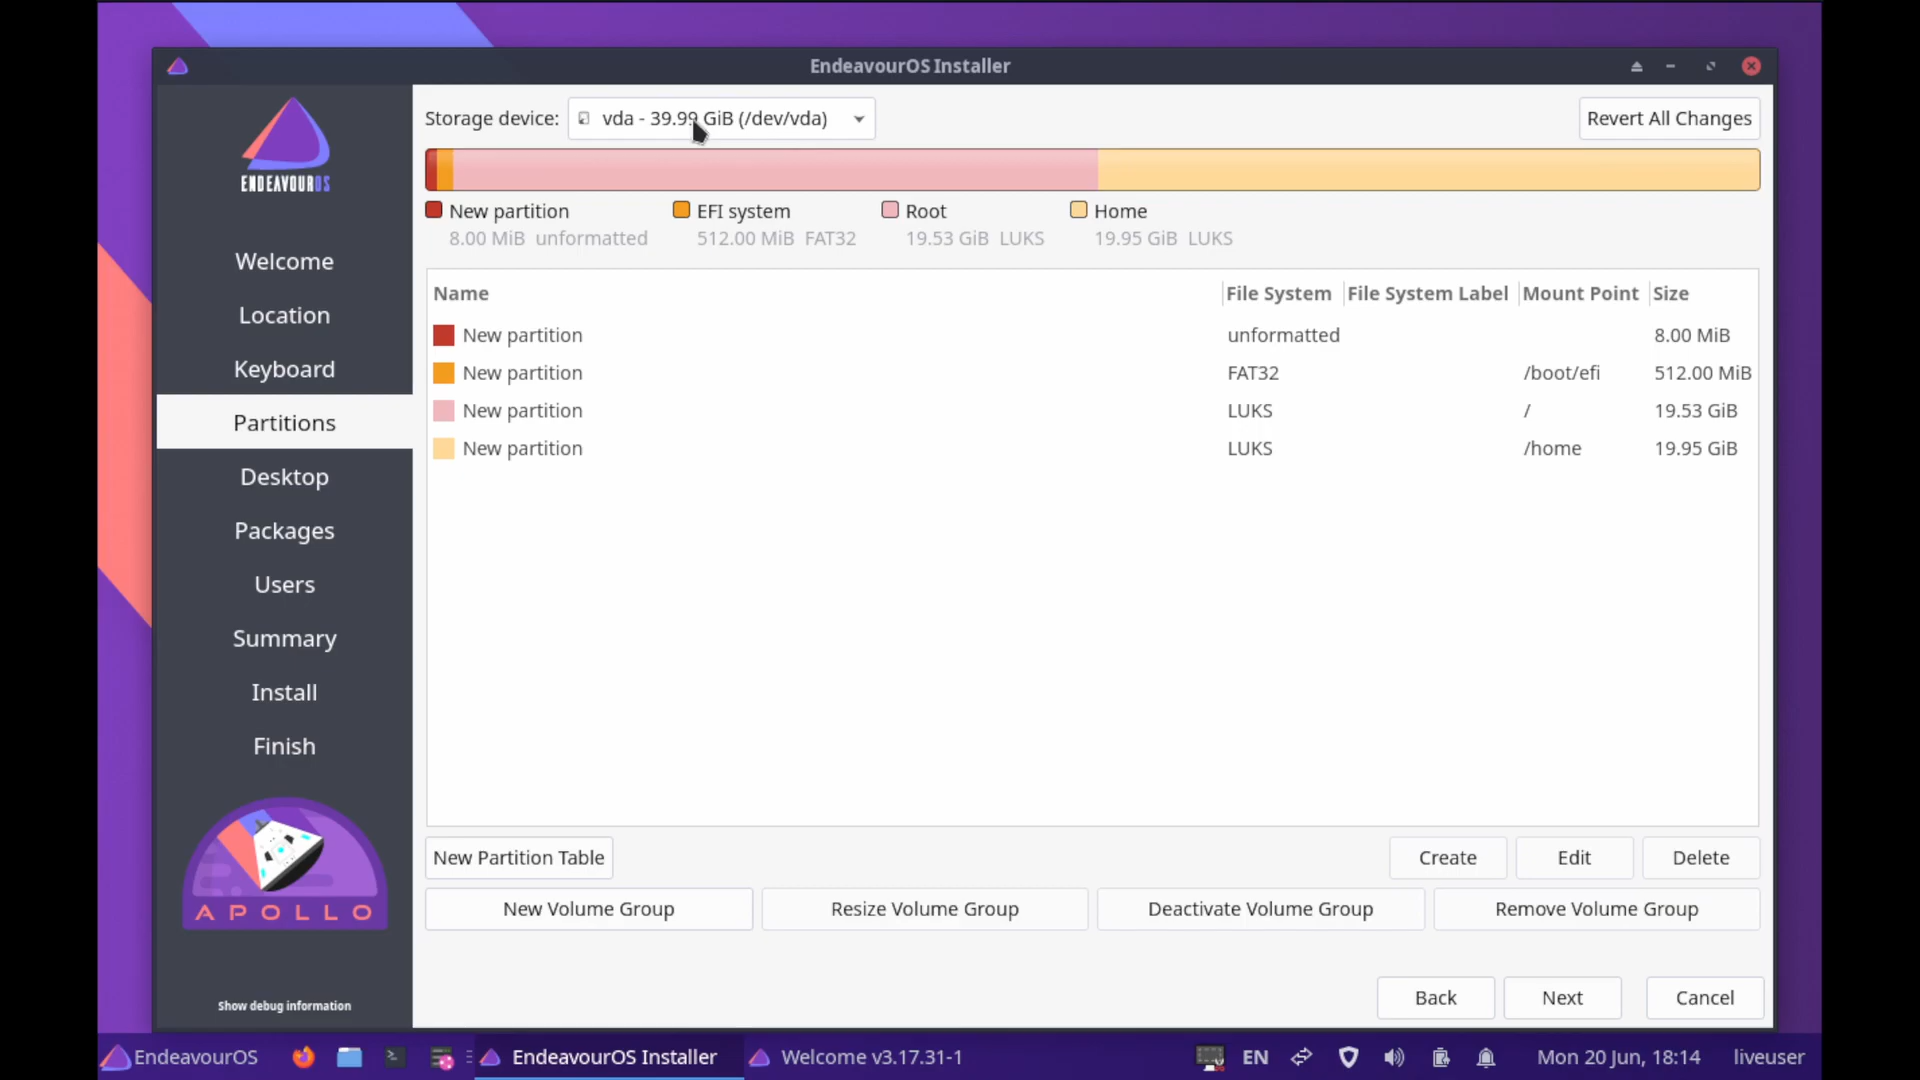 EndeavourOS Installer
ENDEAVOUROS
Welcome
Location
Keyboard
Partitions
Desktop
Packages
Users
Summary
Install
Finish
APOLLO
Show debug information
Storage device: vda - 39.99 GiB (/dev/vda) Revert All Changes
New partition EFI system Root Home
8.00 MiB unformatted 512.00 MiB FAT32 19.53 GiB LUKS 19.95 GiB LUKS
Name File System File System Label Mount Point Size
New partition unformatted 8.00 MiB
New partition FAT32 /boot/efi 512.00 MiB
New partition LUKS / 19.53 GiB
New partition LUKS /home 19.95 GiB
New Partition Table Create Edit Delete
New Volume Group Resize Volume Group Deactivate Volume Group Remove Volume Group
Back Next Cancel
EndeavourOS EndeavourOS Installer Welcome v3.17.31-1 EN Mon 20 Jun, 18:14 liveuser